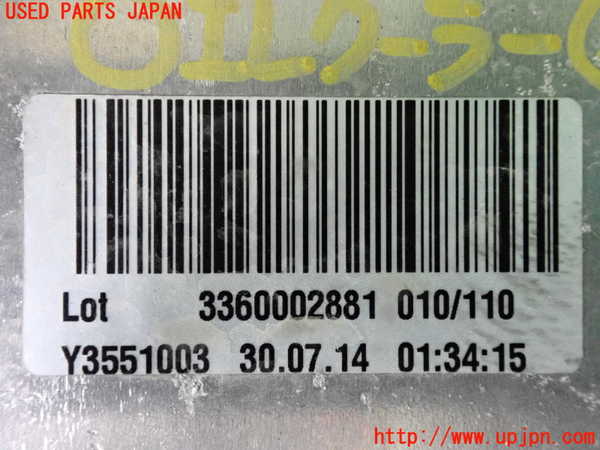 USED PARTS JAPAN
OILクーラー(
Lot 3360002881 010/110
Y3551003 30.07.14 01:34:15
http://www.upjpn.com